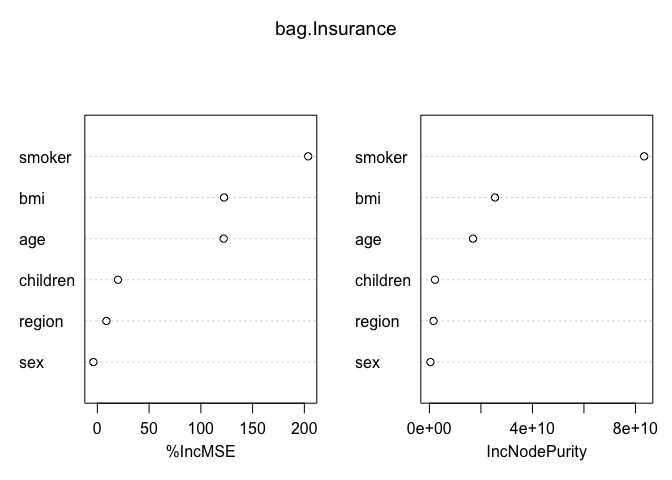 bag.Insurance
smoker
bmi
age
children
region
sex
0 50 100 150 200
%IncMSE
smoker
bmi
age
children
region
sex
0e+00 4e+10 8e+10
IncNodePurity